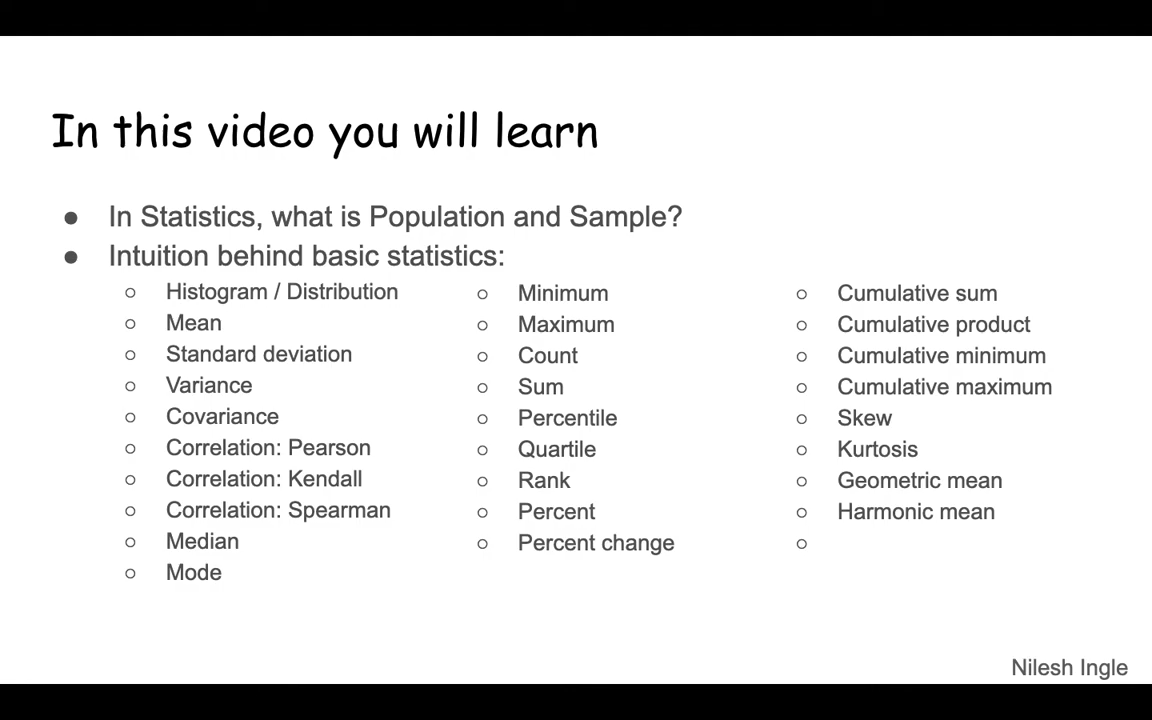 In this video you will learn
● In Statistics, what is Population and Sample?
● Intuition behind basic statistics:
○ Histogram / Distribution
○ Mean
○ Standard deviation
○ Variance
○ Covariance
○ Correlation: Pearson
○ Correlation: Kendall
○ Correlation: Spearman
○ Median
○ Mode
○ Minimum
○ Maximum
○ Count
○ Sum
○ Percentile
○ Quartile
○ Rank
○ Percent
○ Percent change
○ Cumulative sum
○ Cumulative product
○ Cumulative minimum
○ Cumulative maximum
○ Skew
○ Kurtosis
○ Geometric mean
○ Harmonic mean
○
Nilesh Ingle